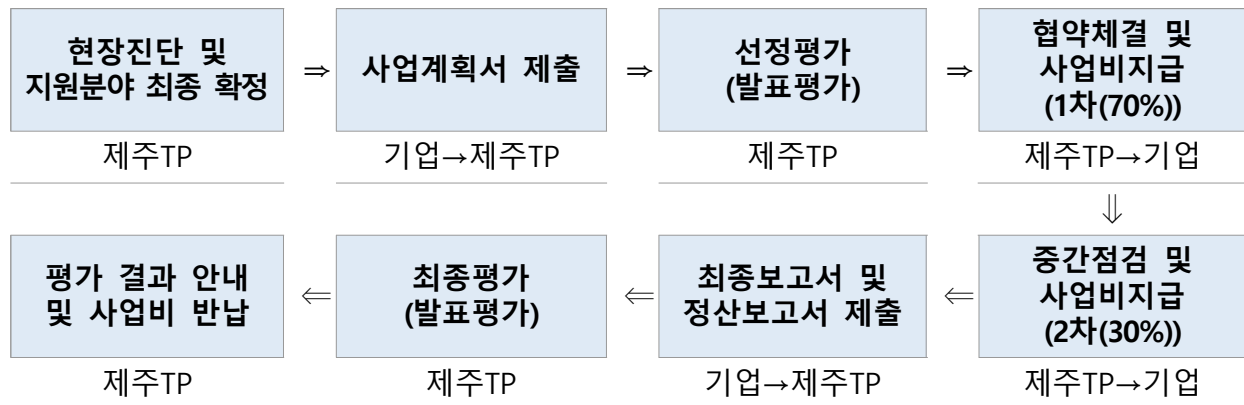 현장진단 및
지원분야 최종 확정
⇒
사업계획서 제출
⇒
선정평가
(발표평가)
⇒
협약체결 및
사업비지급
(1차(70%))
제주TP
기업→제주TP
제주TP
제주TP→기업
⇓
평가 결과 안내
및 사업비 반납
⇐
최종평가
(발표평가)
⇐
최종보고서 및
정산보고서 제출
⇐
중간점검 및
사업비지급
(2차(30%))
제주TP
제주TP
기업→제주TP
제주TP→기업